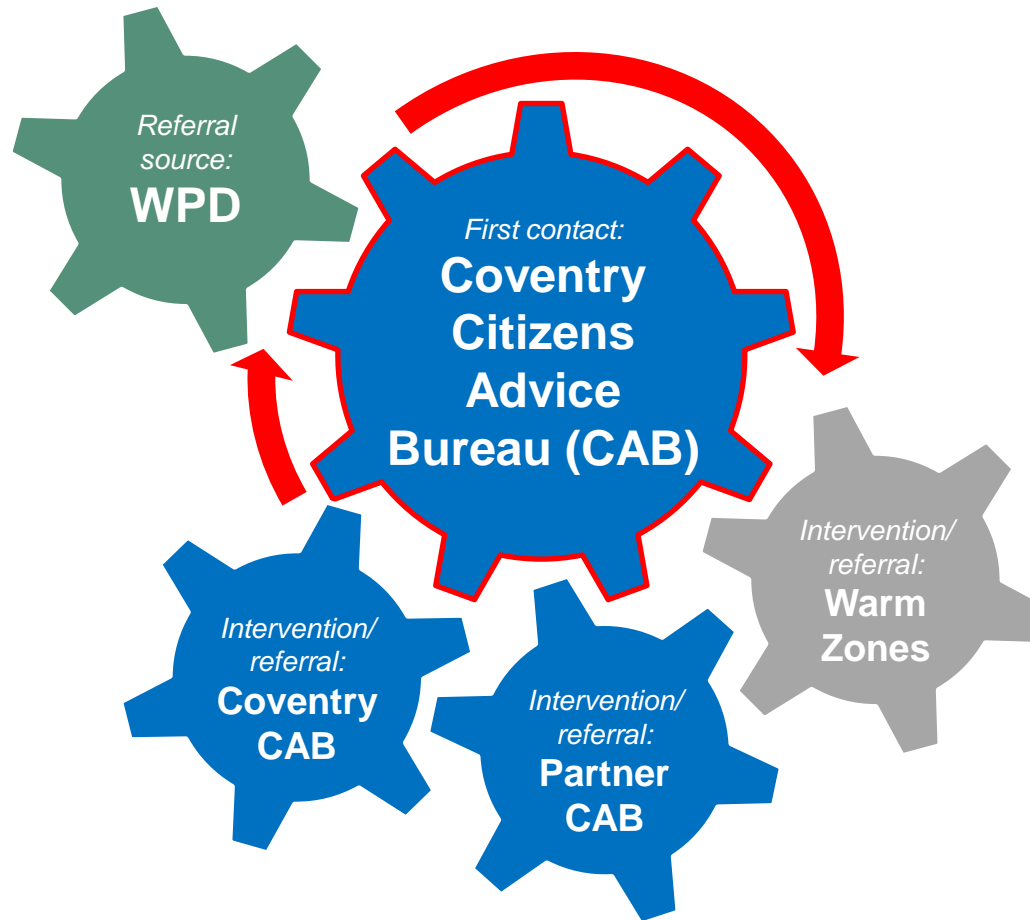 Referral
source:
WPD
First contact:
Coventry
Citizens
Advice
Bureau (CAB)
Intervention/
referral:
Warm
Zones
Intervention/
referral:
Coventry
CAB
Intervention/
referral:
Partner
CAB